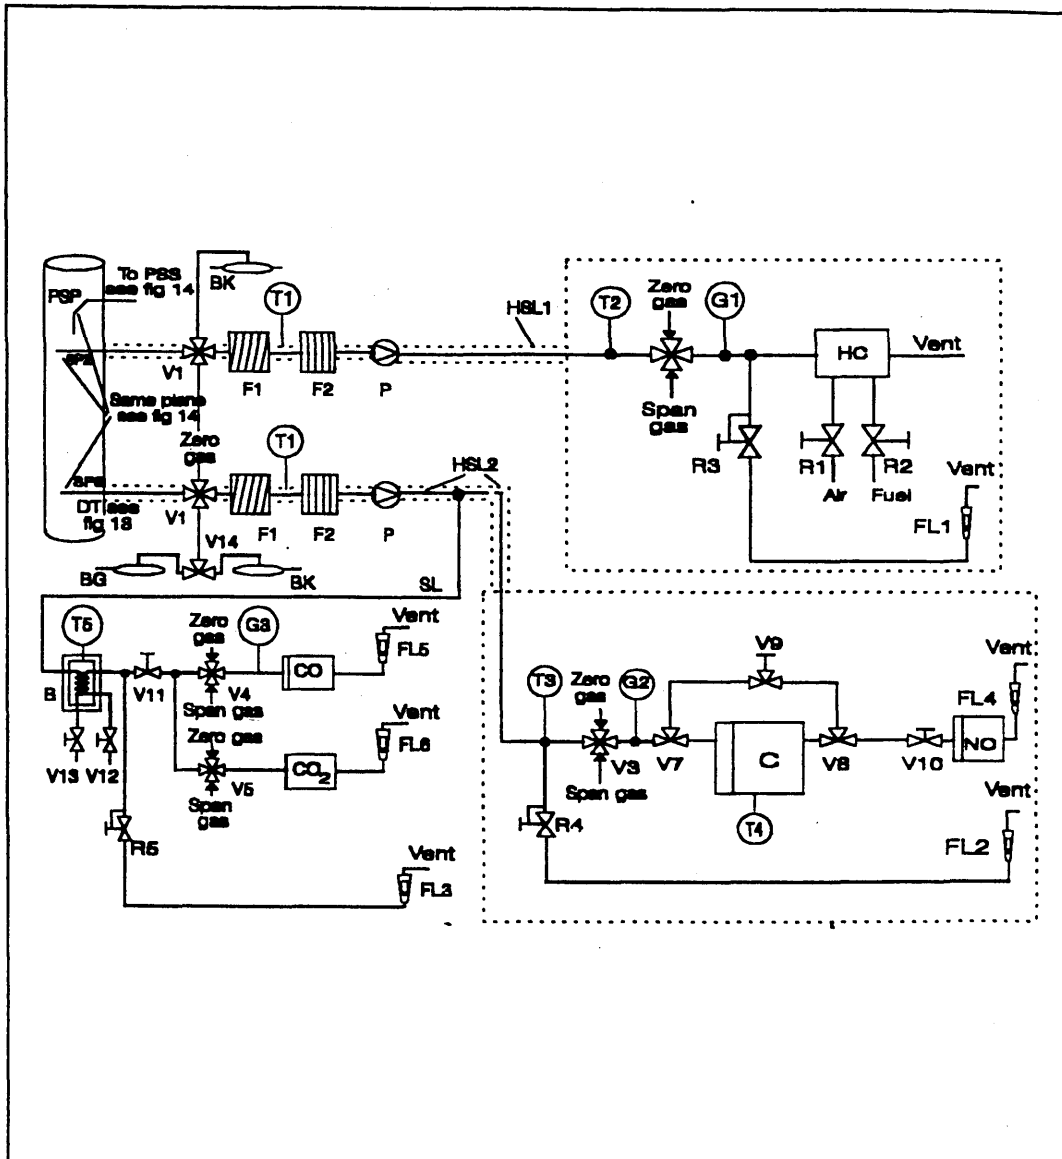 To PSS
see fig 14
PSP
BK
T1
SP2
V1
F1
F2
P
HSL1
T2
Zero
gas
G1
HC
Vent
Span
gas
Same plane
see fig 14
Zero
gas
T1
HSL2
R3
R1
R2
Air
Fuel
Vent
FL1
DT see
fig 13
V1
F1
F2
P
V14
BG
BK
SL
T5
Zero
gas
G3
Vent
FL5
CO
B
V11
V4
Span gas
Zero gas
Vent
FL6
CO2
V13
V12
V5
Span
gas
R5
Vent
FL3
V9
T3
Zero
gas
G2
FL4
Vent
C
NO
V3
V7
V8
V10
Span gas
T4
R4
Vent
FL2